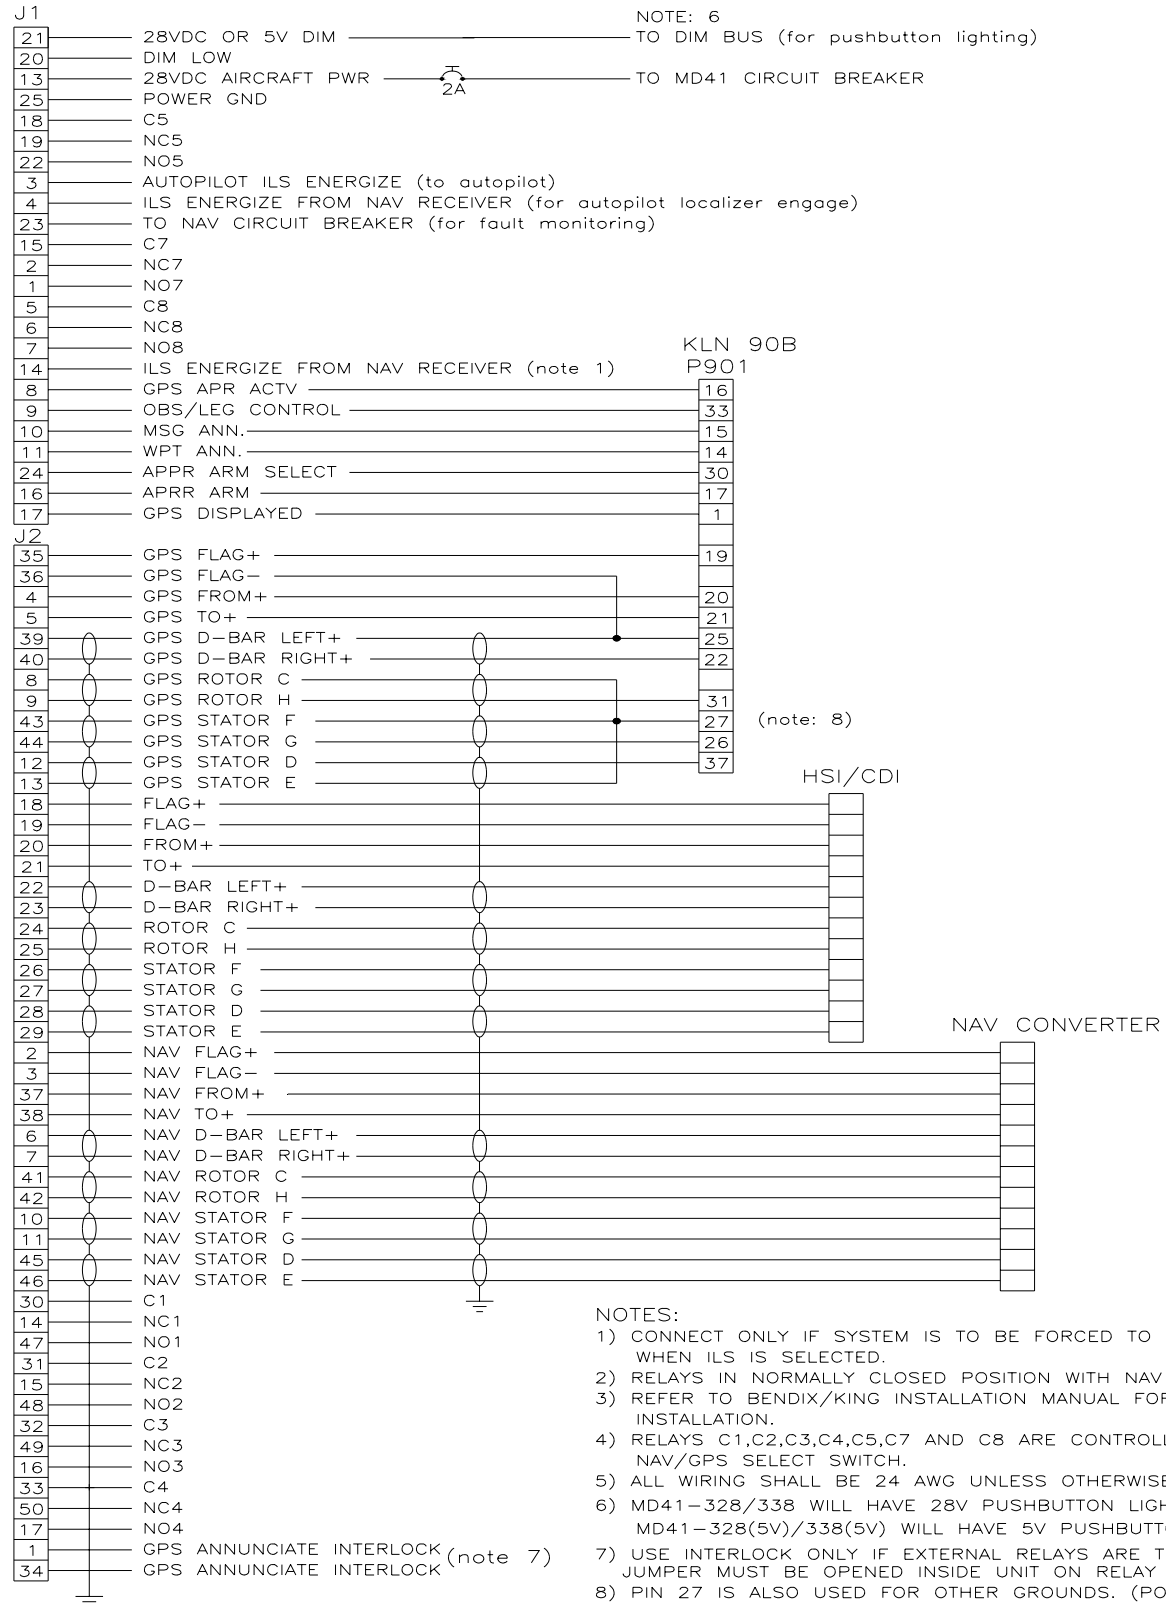 J1
21 28VDC OR 5V DIM NOTE: 6 TO DIM BUS (for pushbutton lighting)
20 DIM LOW
13 28VDC AIRCRAFT PWR 2A TO MD41 CIRCUIT BREAKER
25 POWER GND
18 C5
19 NC5
22 NO5
3 AUTOPILOT ILS ENERGIZE (to autopilot)
4 ILS ENERGIZE FROM NAV RECEIVER (for autopilot localizer engage)
23 TO NAV CIRCUIT BREAKER (for fault monitoring)
15 C7
2 NC7
1 NO7
5 C8
6 NC8
7 NO8
KLN 90B
P901
14 ILS ENERGIZE FROM NAV RECEIVER (note 1)
8 GPS APR ACTV 16
9 OBS/LEG CONTROL 33
10 MSG ANN. 15
11 WPT ANN. 14
24 APPR ARM SELECT 30
16 APRR ARM 17
17 GPS DISPLAYED 1
J2
35 GPS FLAG+ 19
36 GPS FLAG−
4 GPS FROM+ 20
5 GPS TO+ 21
39 GPS D−BAR LEFT+ 25
40 GPS D−BAR RIGHT+ 22
8 GPS ROTOR C
9 GPS ROTOR H 31
43 GPS STATOR F 27 (note: 8)
44 GPS STATOR G 26
12 GPS STATOR D 37
13 GPS STATOR E
HSI/CDI
18 FLAG+
19 FLAG−
20 FROM+
21 TO+
22 D−BAR LEFT+
23 D−BAR RIGHT+
24 ROTOR C
25 ROTOR H
26 STATOR F
27 STATOR G
28 STATOR D
29 STATOR E
NAV CONVERTER
2 NAV FLAG+
3 NAV FLAG−
37 NAV FROM+
38 NAV TO+
6 NAV D−BAR LEFT+
7 NAV D−BAR RIGHT+
41 NAV ROTOR C
42 NAV ROTOR H
10 NAV STATOR F
11 NAV STATOR G
45 NAV STATOR D
46 NAV STATOR E
30 C1
14 NC1
47 NO1
31 C2
15 NC2
48 NO2
32 C3
49 NC3
16 NO3
33 C4
50 NC4
17 NO4
1 GPS ANNUNCIATE INTERLOCK
34 GPS ANNUNCIATE INTERLOCK (note 7)
NOTES:
1) CONNECT ONLY IF SYSTEM IS TO BE FORCED TO
WHEN ILS IS SELECTED.
2) RELAYS IN NORMALLY CLOSED POSITION WITH NAV
3) REFER TO BENDIX/KING INSTALLATION MANUAL FOR
INSTALLATION.
4) RELAYS C1,C2,C3,C4,C5,C7 AND C8 ARE CONTROLL
NAV/GPS SELECT SWITCH.
5) ALL WIRING SHALL BE 24 AWG UNLESS OTHERWISE
6) MD41−328/338 WILL HAVE 28V PUSHBUTTON LIGH
MD41−328(5V)/338(5V) WILL HAVE 5V PUSHBUTT
7) USE INTERLOCK ONLY IF EXTERNAL RELAYS ARE T
JUMPER MUST BE OPENED INSIDE UNIT ON RELAY
8) PIN 27 IS ALSO USED FOR OTHER GROUNDS. (PO